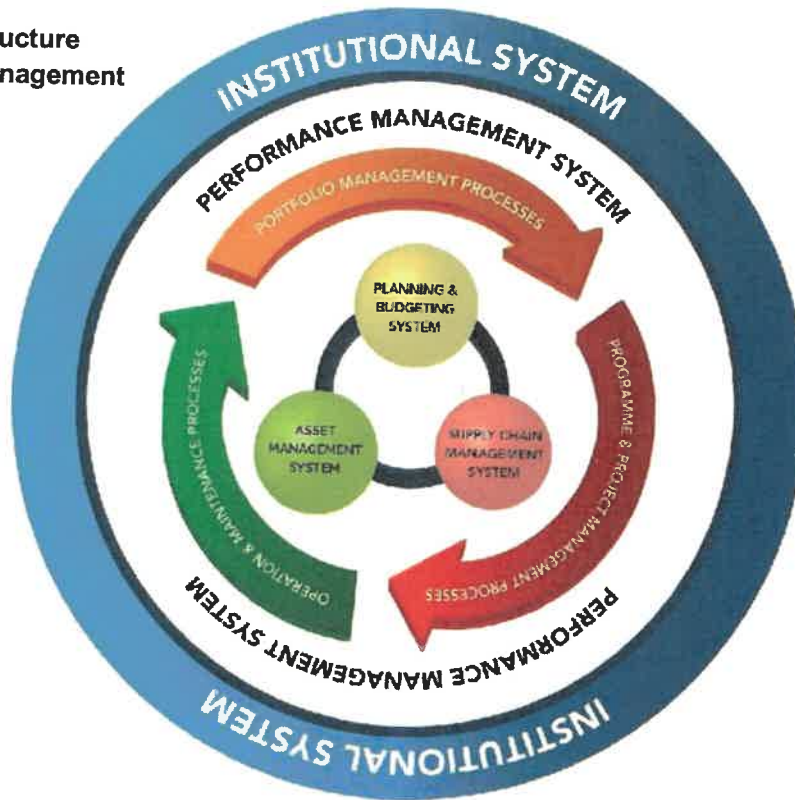 ucture
nagement
INSTITUTIONAL SYSTEM
PERFORMANCE MANAGEMENT SYSTEM
PORTFOLIO MANAGEMENT PROCESSES
PLANNING &
BUDGETING
SYSTEM
PROGRAMME & PROJECT MANAGEMENT PROCESSES
OPERATION & MAINTENANCE PROCESSES
ASSET
MANAGEMENT
SYSTEM
SUPPLY CHAIN
MANAGEMENT
SYSTEM
PERFORMANCE MANAGEMENT SYSTEM
INSTITUTIONAL SYSTEM